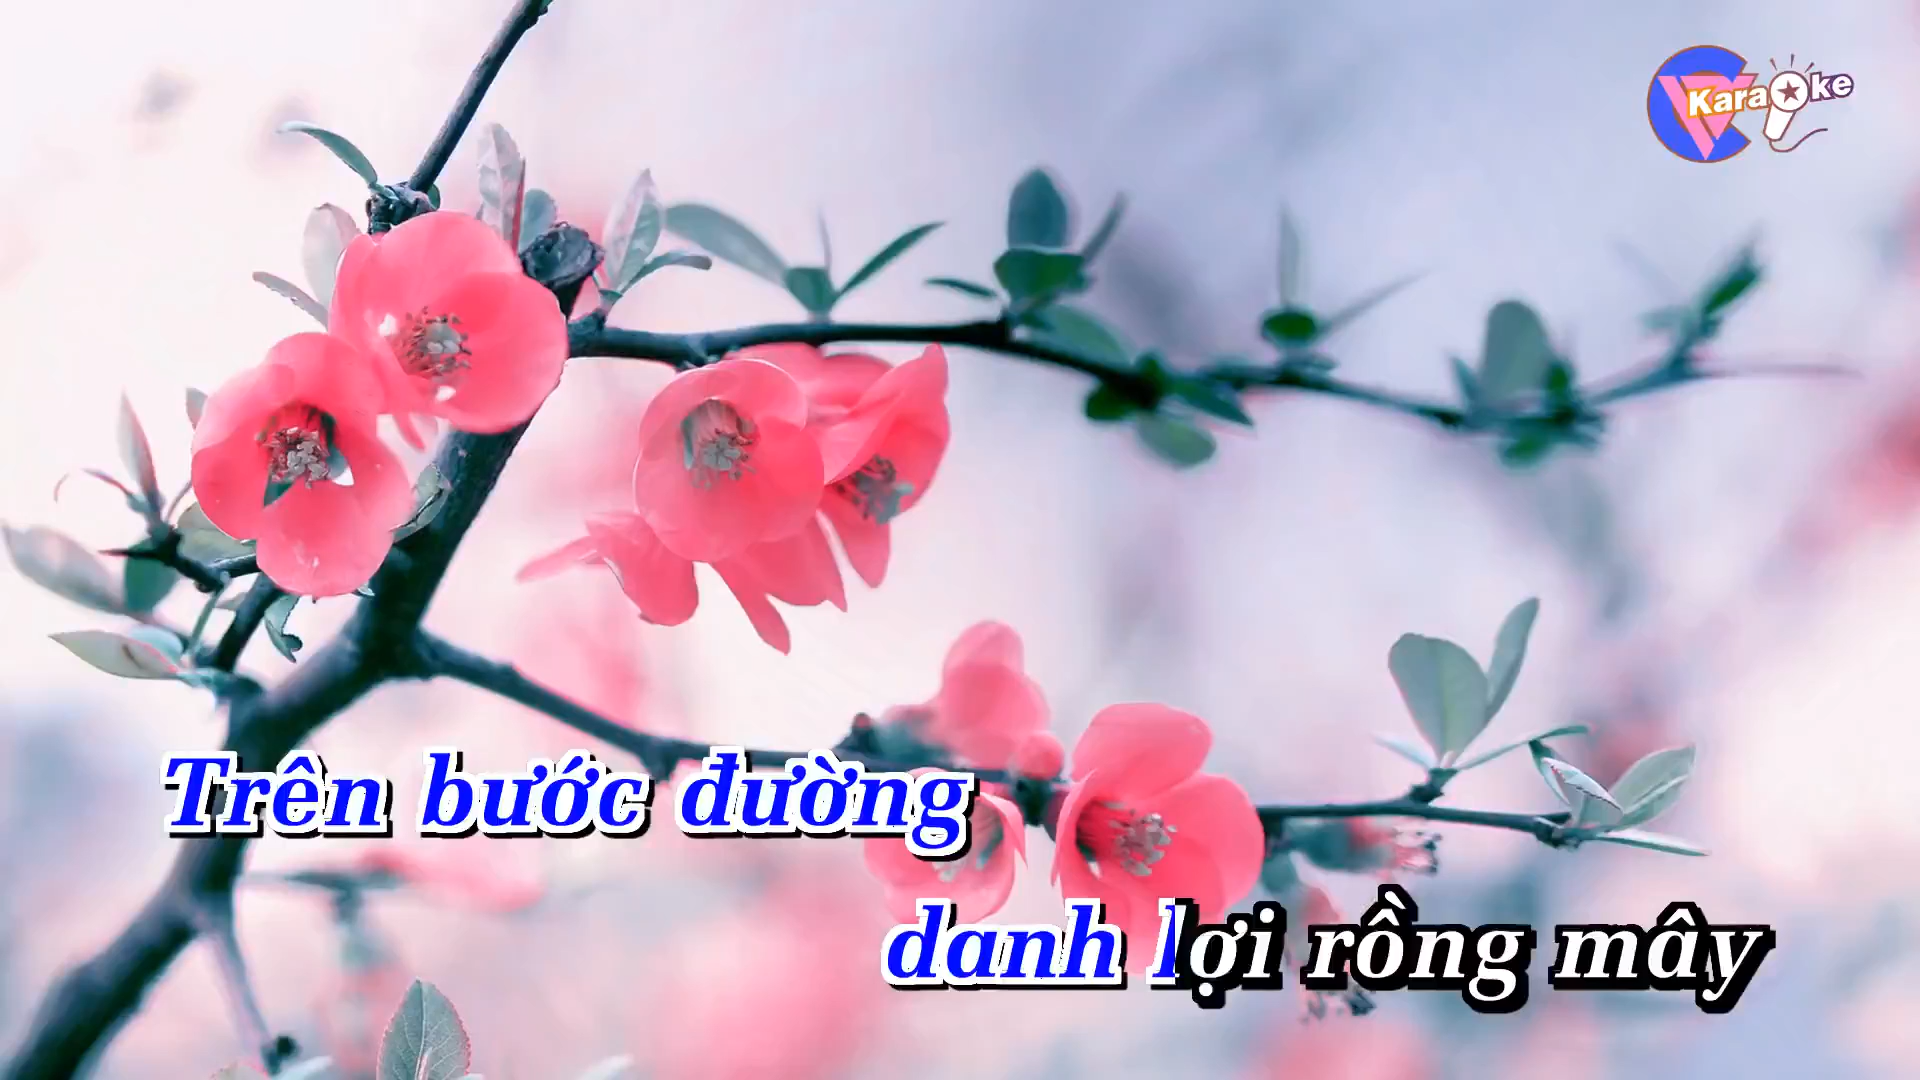 Karaoke
Trên bước đường
danh lợi rồng mây